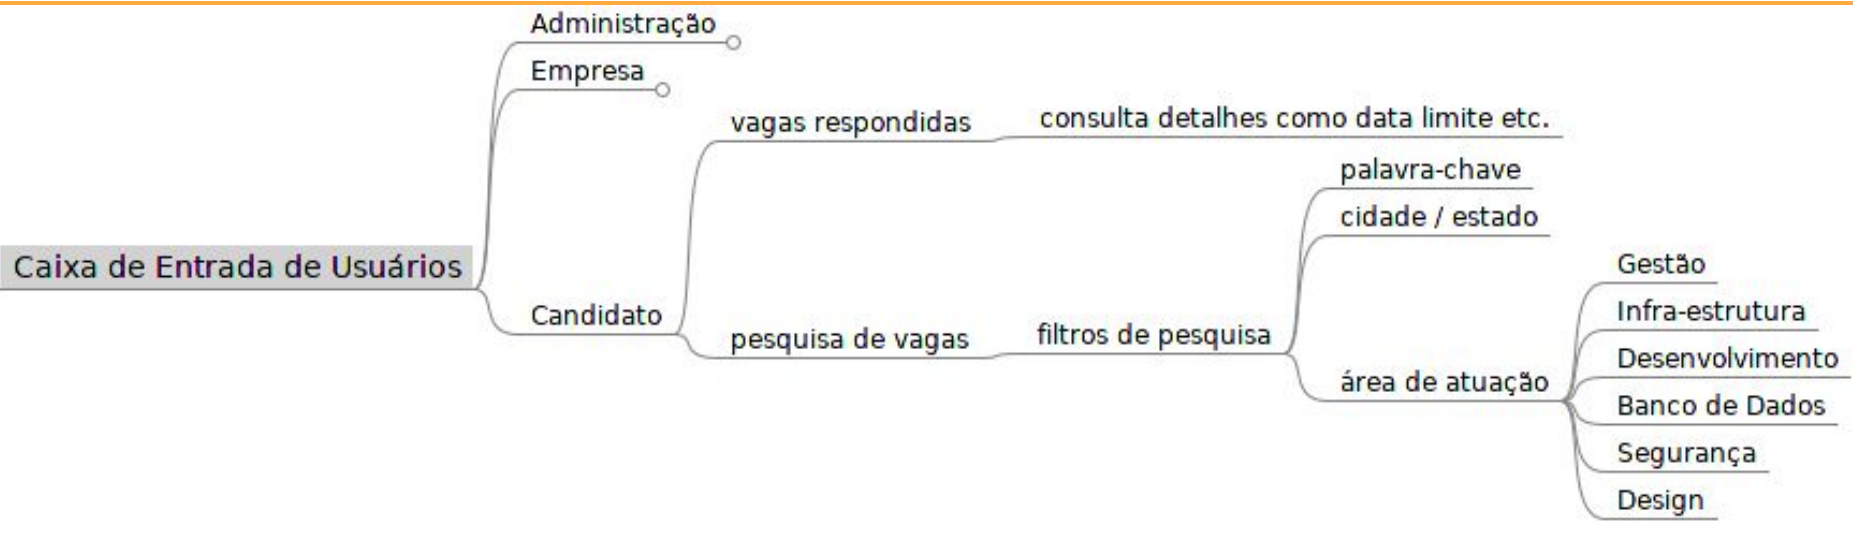 Administração
Empresa
vagas respondidas
consulta detalhes como data limite etc.
palavra-chave
cidade / estado
Caixa de Entrada de Usuários
Gestão
Infra-estrutura
Candidato
pesquisa de vagas
filtros de pesquisa
Desenvolvimento
área de atuação
Banco de Dados
Segurança
Design